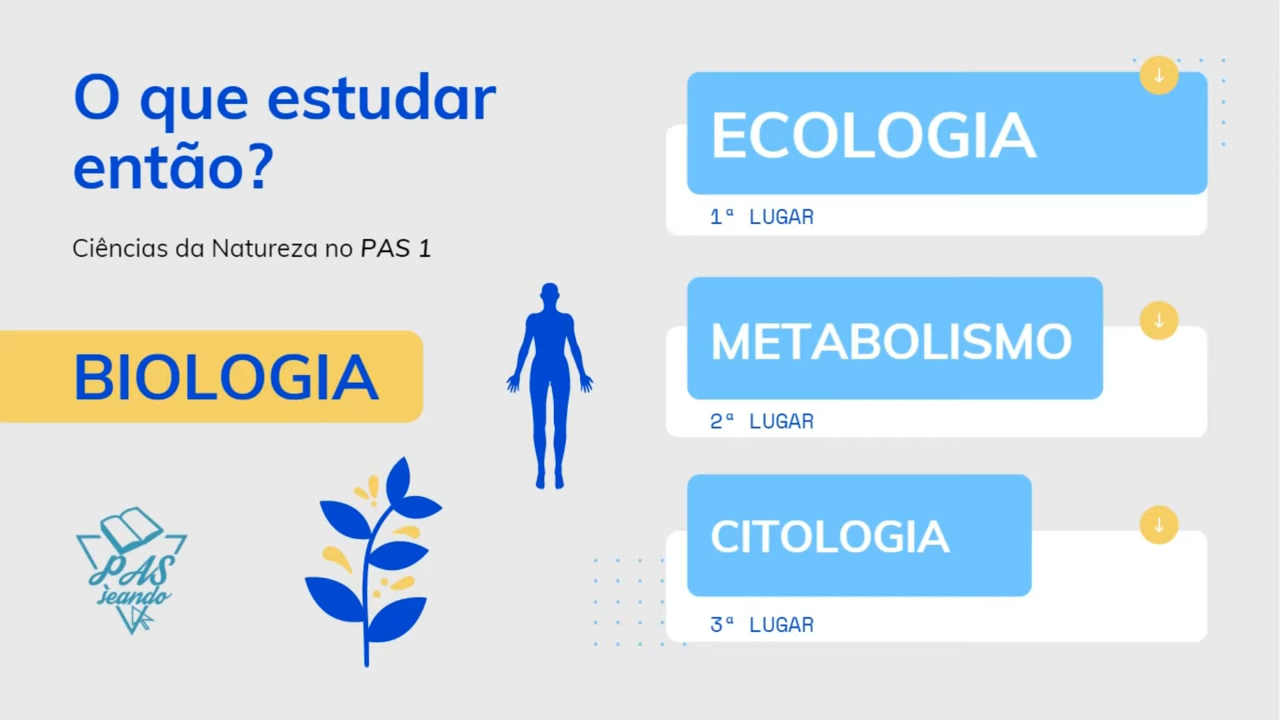 O que estudar
então?
Ciências da Natureza no PAS 1
BIOLOGIA
PAS
seando
ECOLOGIA
1ª LUGAR
METABOLISMO
2ª LUGAR
CITOLOGIA
3ª LUGAR